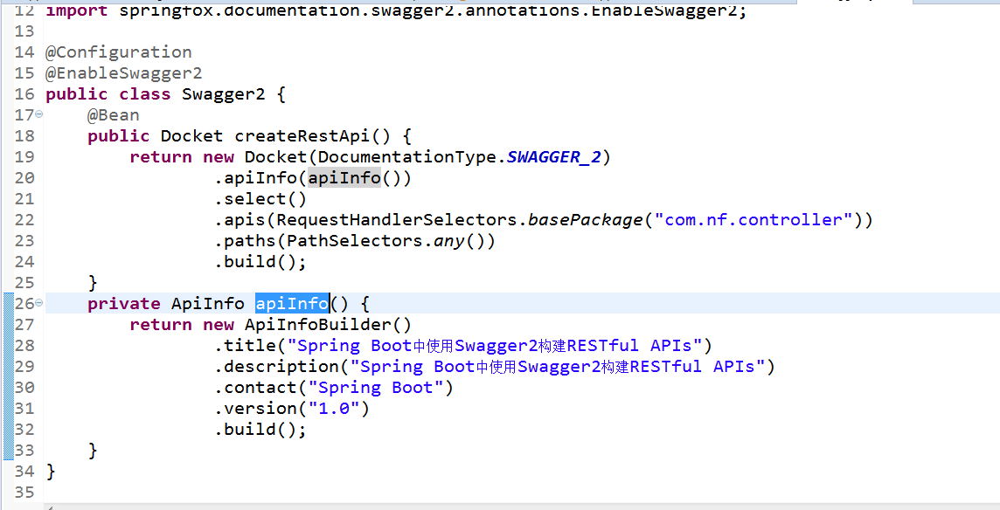 12 import springfox.documentation.swagger2.annotations.EnableSwagger2;
13
14 @Configuration
15 @EnableSwagger2
16 public class Swagger2 {
17     @Bean
18     public Docket createRestApi() {
19         return new Docket(DocumentationType.SWAGGER_2)
20                 .apiInfo(apiInfo())
21                 .select()
22                 .apis(RequestHandlerSelectors.basePackage("com.nf.controller"))
23                 .paths(PathSelectors.any())
24                 .build();
25     }
26     private ApiInfo apiInfo() {
27         return new ApiInfoBuilder()
28                 .title("Spring Boot中使用Swagger2构建RESTful APIs")
29                 .description("Spring Boot中使用Swagger2构建RESTful APIs")
30                 .contact("Spring Boot")
31                 .version("1.0")
32                 .build();
33     }
34 }
35